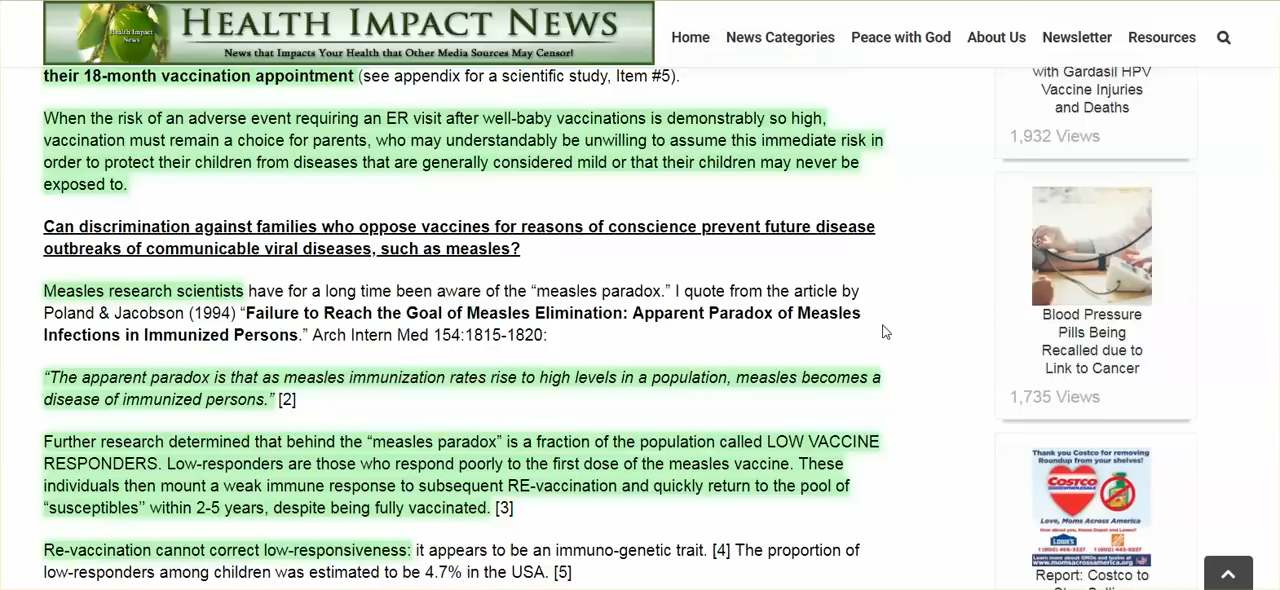 Health Impact News
HEALTH IMPACT NEWS
News that Impacts Your Health that Other Media Sources May Censor!
Home News Categories Peace with God About Us Newsletter Resources
their 18-month vaccination appointment (see appendix for a scientific study, Item #5).
When the risk of an adverse event requiring an ER visit after well-baby vaccinations is demonstrably so high,
vaccination must remain a choice for parents, who may understandably be unwilling to assume this immediate risk in
order to protect their children from diseases that are generally considered mild or that their children may never be
exposed to.
Can discrimination against families who oppose vaccines for reasons of conscience prevent future disease
outbreaks of communicable viral diseases, such as measles?
Measles research scientists have for a long time been aware of the “measles paradox.” I quote from the article by
Poland & Jacobson (1994) “Failure to Reach the Goal of Measles Elimination: Apparent Paradox of Measles
Infections in Immunized Persons.” Arch Intern Med 154:1815-1820:
“The apparent paradox is that as measles immunization rates rise to high levels in a population, measles becomes a
disease of immunized persons.” [2]
Further research determined that behind the “measles paradox” is a fraction of the population called LOW VACCINE
RESPONDERS. Low-responders are those who respond poorly to the first dose of the measles vaccine. These
individuals then mount a weak immune response to subsequent RE-vaccination and quickly return to the pool of
“susceptibles” within 2-5 years, despite being fully vaccinated. [3]
Re-vaccination cannot correct low-responsiveness: it appears to be an immuno-genetic trait. [4] The proportion of
low-responders among children was estimated to be 4.7% in the USA. [5]
with Gardasil HPV
Vaccine Injuries
and Deaths
1,932 Views
Blood Pressure
Pills Being
Recalled due to
Link to Cancer
1,735 Views
Thank you Costco for removing
Roundup from your shelves!
COSTCO
WHOLESALE
Love, Moms Across America
How about you, Home Depot and Lowes?
LOWE'S
www.momsacrossamerica.org
Report: Costco to